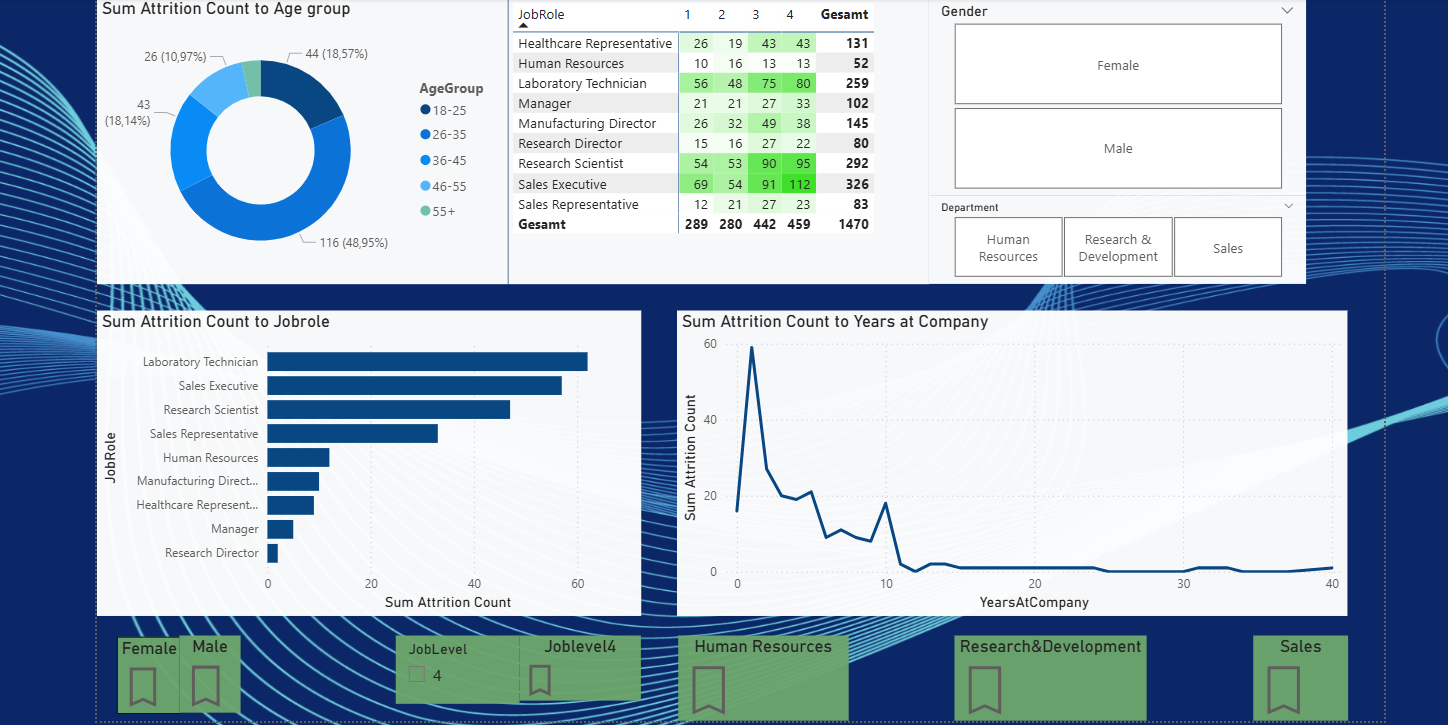 Sum Attrition Count to Age group
26 (10,97%)
44 (18,57%)
43
(18,14%)
116 (48,95%)
AgeGroup
18-25
26-35
36-45
46-55
55+
JobRole 1 2 3 4 Gesamt
Healthcare Representative 26 19 43 43 131
Human Resources 10 16 13 13 52
Laboratory Technician 56 48 75 80 259
Manager 21 21 27 33 102
Manufacturing Director 26 32 49 38 145
Research Director 15 16 27 22 80
Research Scientist 54 53 90 95 292
Sales Executive 69 54 91 112 326
Sales Representative 12 21 27 23 83
Gesamt 289 280 442 459 1470
Gender
Female
Male
Department
Human
Resources
Research &
Development
Sales
Sum Attrition Count to Jobrole
JobRole
Laboratory Technician
Sales Executive
Research Scientist
Sales Representative
Human Resources
Manufacturing Direct...
Healthcare Represent...
Manager
Research Director
0 20 40 60
Sum Attrition Count
Sum Attrition Count to Years at Company
Sum Attrition Count
60
40
20
0
0 10 20 30 40
YearsAtCompany
Female
Male
JobLevel
4
Joblevel4
Human Resources
Research&Development
Sales